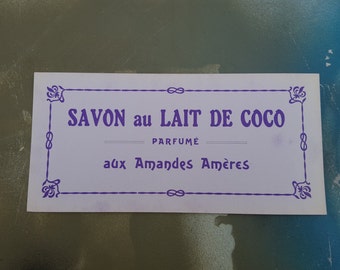 SAVON au LAIT DE COCO
PARFUMÉ
aux Amandes Amères